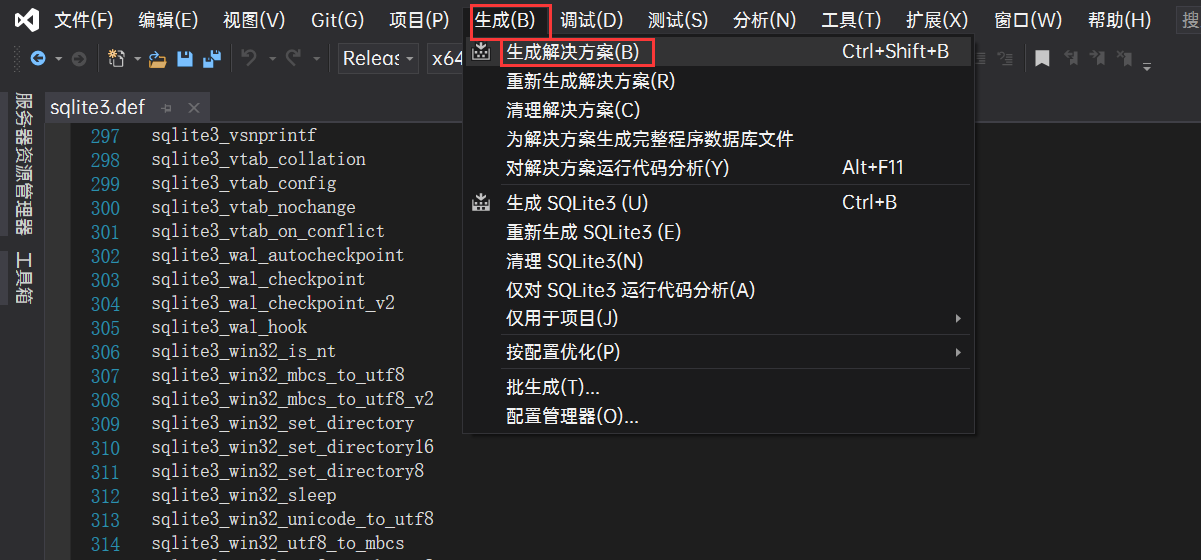 文件(F) 编辑(E) 视图(V) Git(G) 项目(P) 生成(B) 调试(D) 测试(S) 分析(N) 工具(T) 扩展(X) 窗口(W) 帮助(H) 搜
Releas x64
服务器资源管理器
工具箱
sqlite3.def
297 sqlite3_vsnprintf
298 sqlite3_vtab_collation
299 sqlite3_vtab_config
300 sqlite3_vtab_nochange
301 sqlite3_vtab_on_conflict
302 sqlite3_wal_autocheckpoint
303 sqlite3_wal_checkpoint
304 sqlite3_wal_checkpoint_v2
305 sqlite3_wal_hook
306 sqlite3_win32_is_nt
307 sqlite3_win32_mbcs_to_utf8
308 sqlite3_win32_mbcs_to_utf8_v2
309 sqlite3_win32_set_directory
310 sqlite3_win32_set_directory16
311 sqlite3_win32_set_directory8
312 sqlite3_win32_sleep
313 sqlite3_win32_unicode_to_utf8
314 sqlite3_win32_utf8_to_mbcs
生成解决方案(B) Ctrl+Shift+B
重新生成解决方案(R)
清理解决方案(C)
为解决方案生成完整程序数据库文件
对解决方案运行代码分析(Y) Alt+F11
生成 SQLite3 (U) Ctrl+B
重新生成 SQLite3 (E)
清理 SQLite3(N)
仅对 SQLite3 运行代码分析(A)
仅用于项目(J)
按配置优化(P)
批生成(T)...
配置管理器(O)...